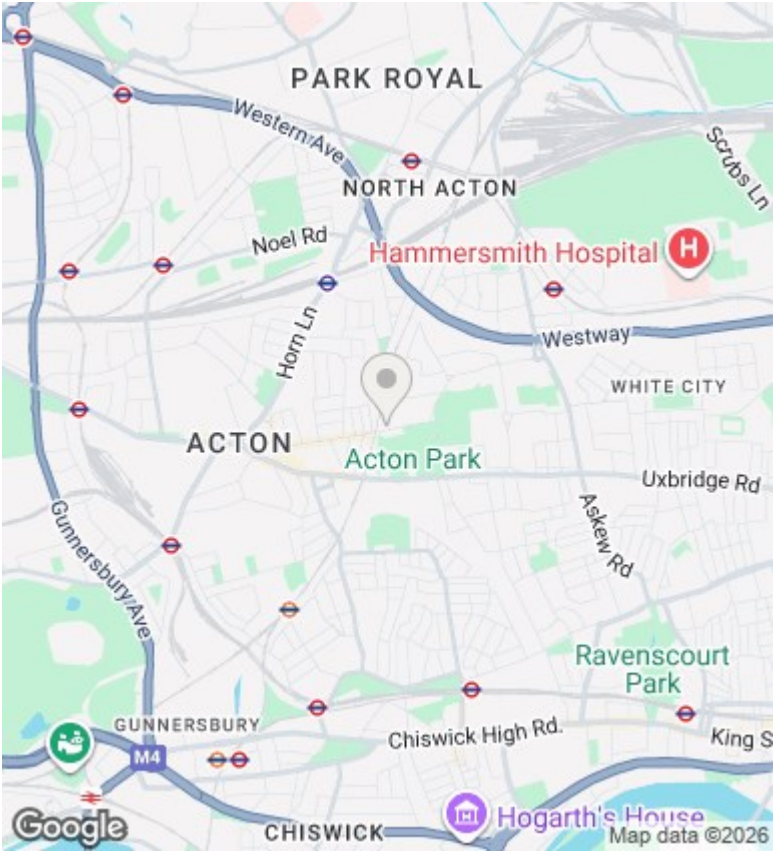 PARK ROYAL
Western Ave
Scrubs Ln
NORTH ACTON
Noel Rd
Hammersmith Hospital
H
Horn Ln
Westway
WHITE CITY
ACTON
Acton Park
Uxbridge Rd
Askew Rd
Gunnersbury Ave
Ravenscourt
Park
GUNNERSBURY
Chiswick High Rd.
King S
M4
Hogarth's House
Google
CHISWICK
Map data ©2026